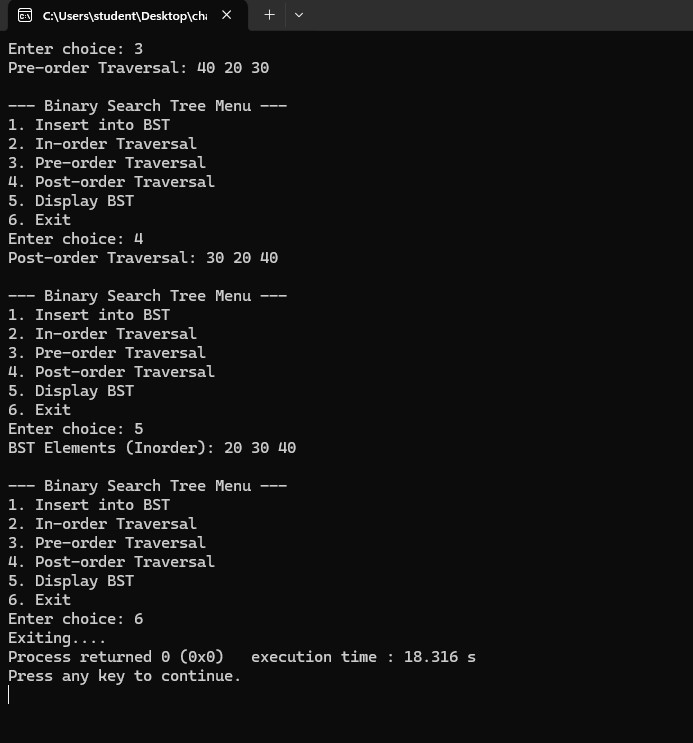 C:\Users\student\Desktop\cha
Enter choice: 3
Pre-order Traversal: 40 20 30
--- Binary Search Tree Menu ---
1. Insert into BST
2. In-order Traversal
3. Pre-order Traversal
4. Post-order Traversal
5. Display BST
6. Exit
Enter choice: 4
Post-order Traversal: 30 20 40
--- Binary Search Tree Menu ---
1. Insert into BST
2. In-order Traversal
3. Pre-order Traversal
4. Post-order Traversal
5. Display BST
6. Exit
Enter choice: 5
BST Elements (Inorder): 20 30 40
--- Binary Search Tree Menu ---
1. Insert into BST
2. In-order Traversal
3. Pre-order Traversal
4. Post-order Traversal
5. Display BST
6. Exit
Enter choice: 6
Exiting....
Process returned 0 (0x0)   execution time : 18.316 s
Press any key to continue.